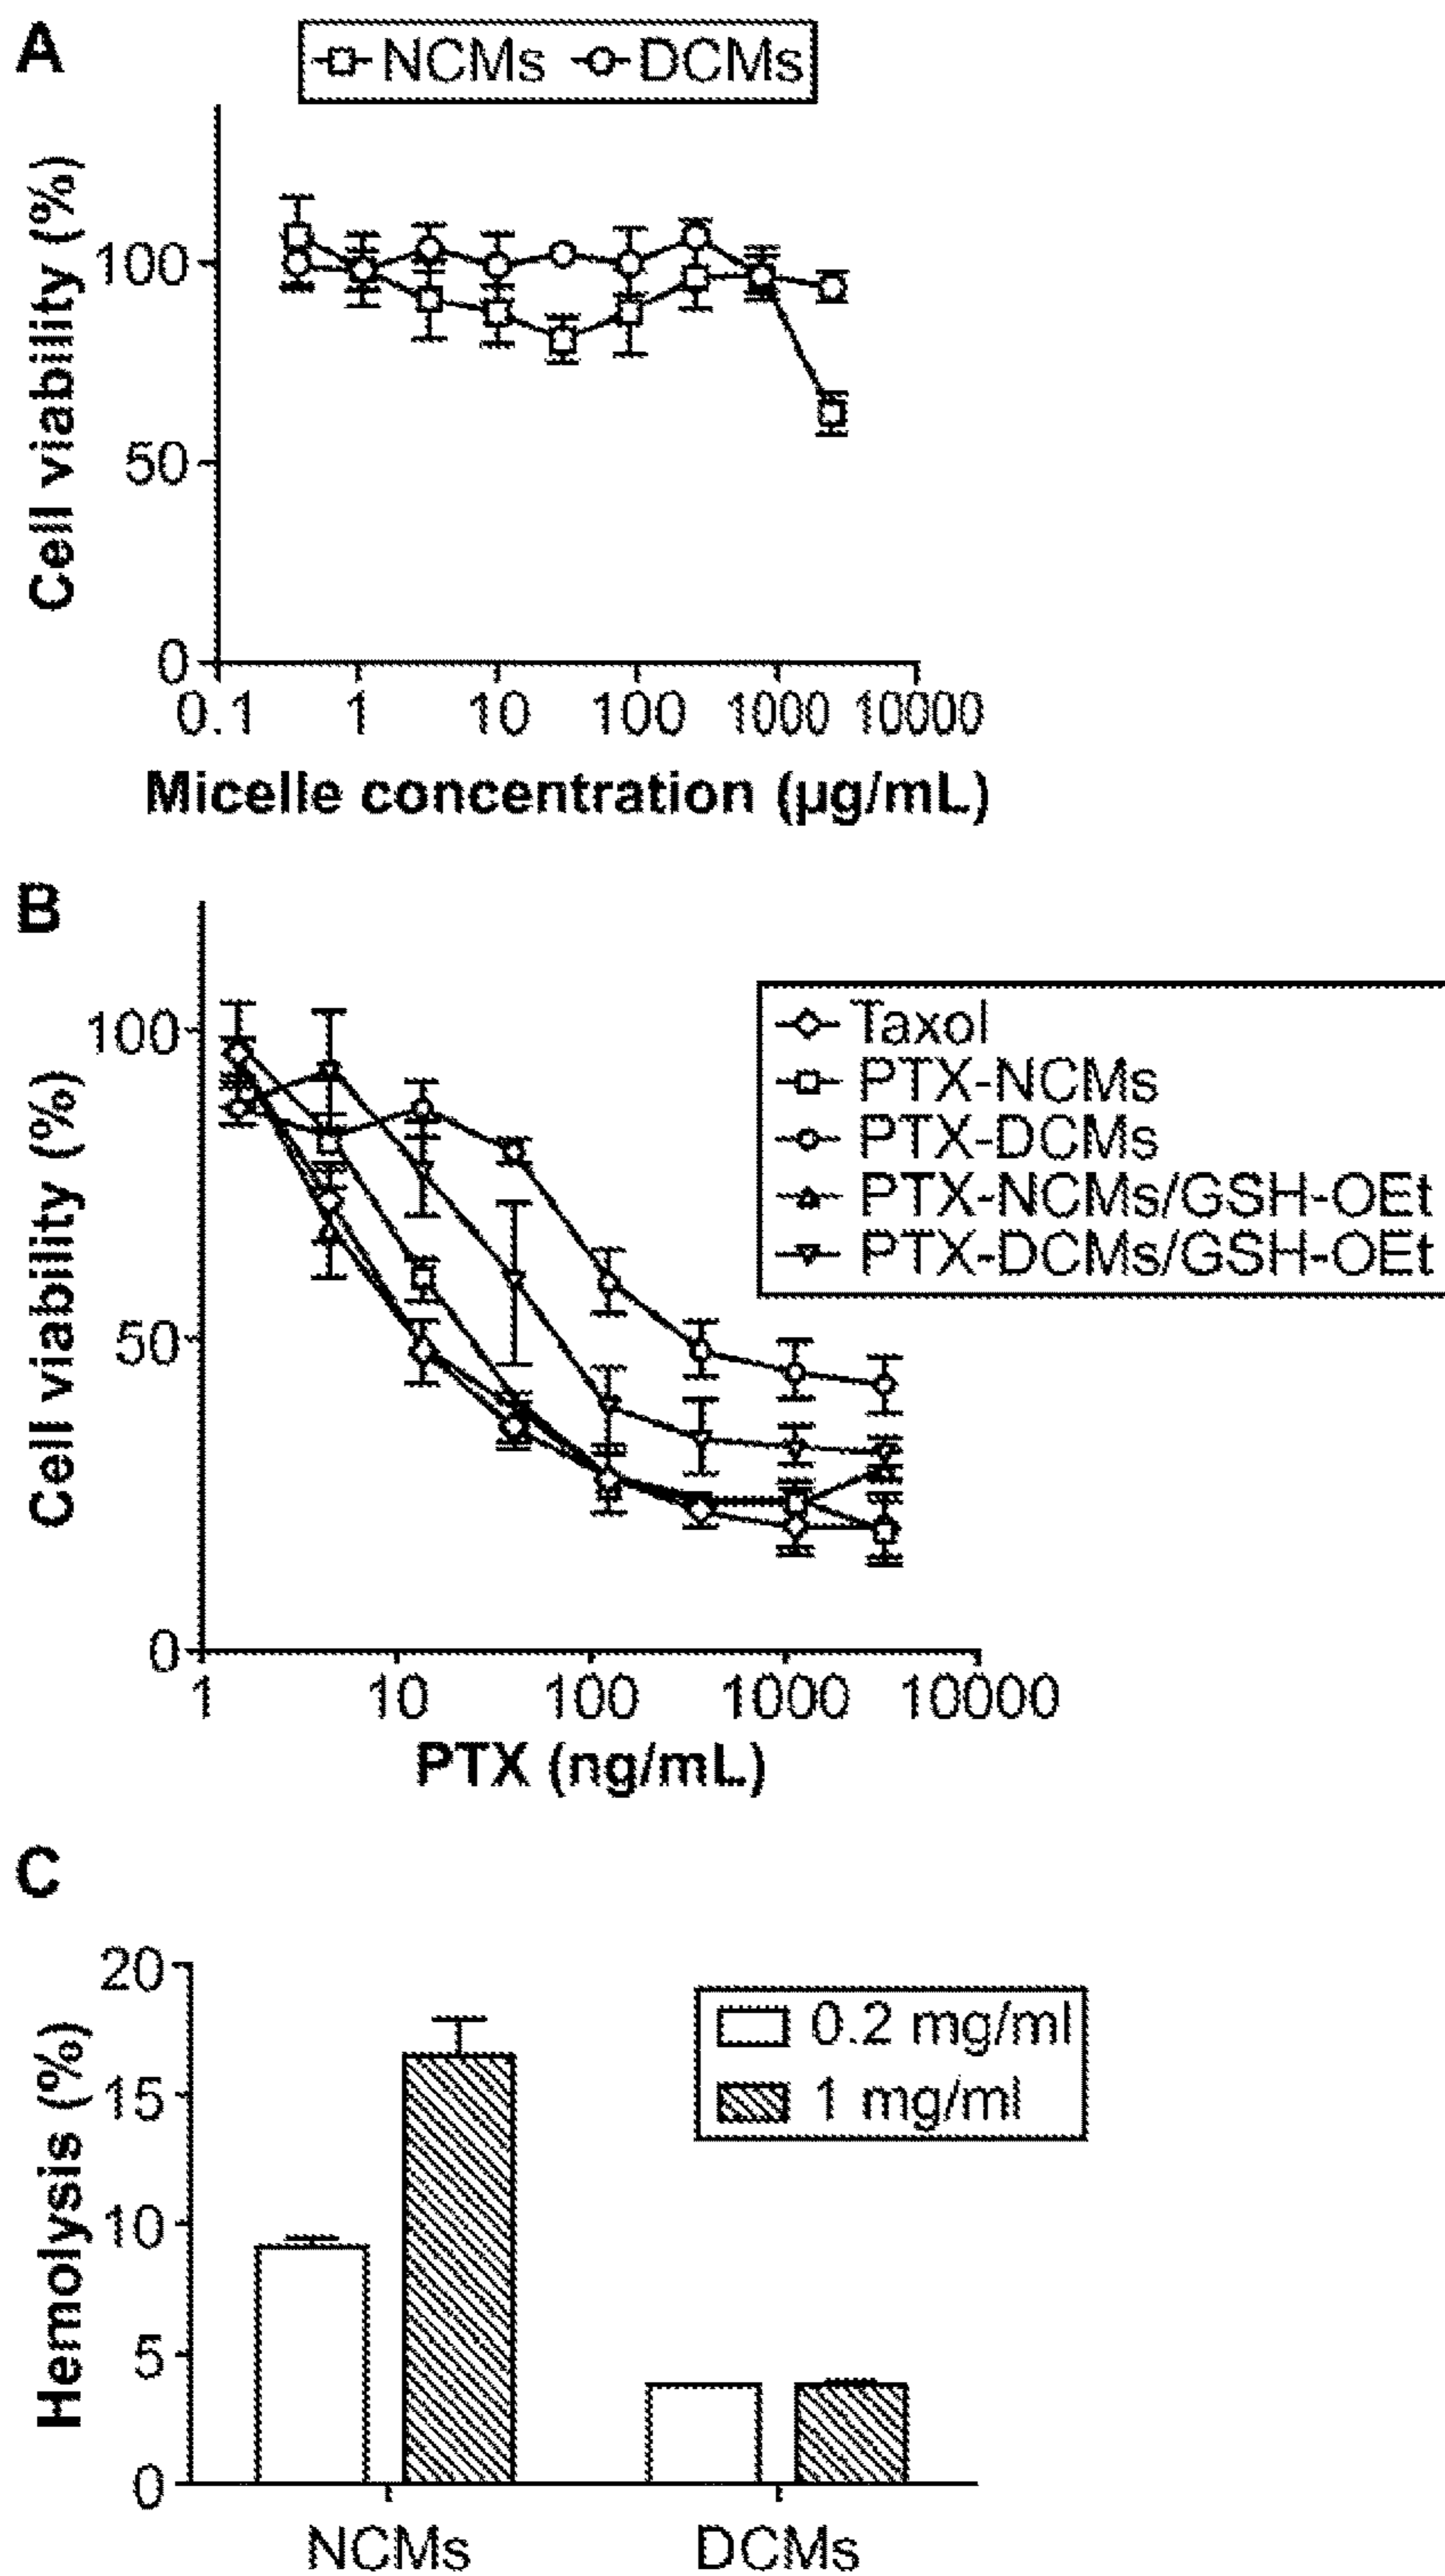 A
NCMs DCMs
Cell viability (%)
100
50
0
0.1 1 10 100 1000 10000
Micelle concentration (µg/mL)
B
Cell viability (%)
100
50
0
Taxol
PTX-NCMs
PTX-DCMs
PTX-NCMs/GSH-OEt
PTX-DCMs/GSH-OEt
1 10 100 1000 10000
PTX (ng/mL)
C
Hemolysis (%)
20
15
10
5
0
0.2 mg/ml
1 mg/ml
NCMs DCMs